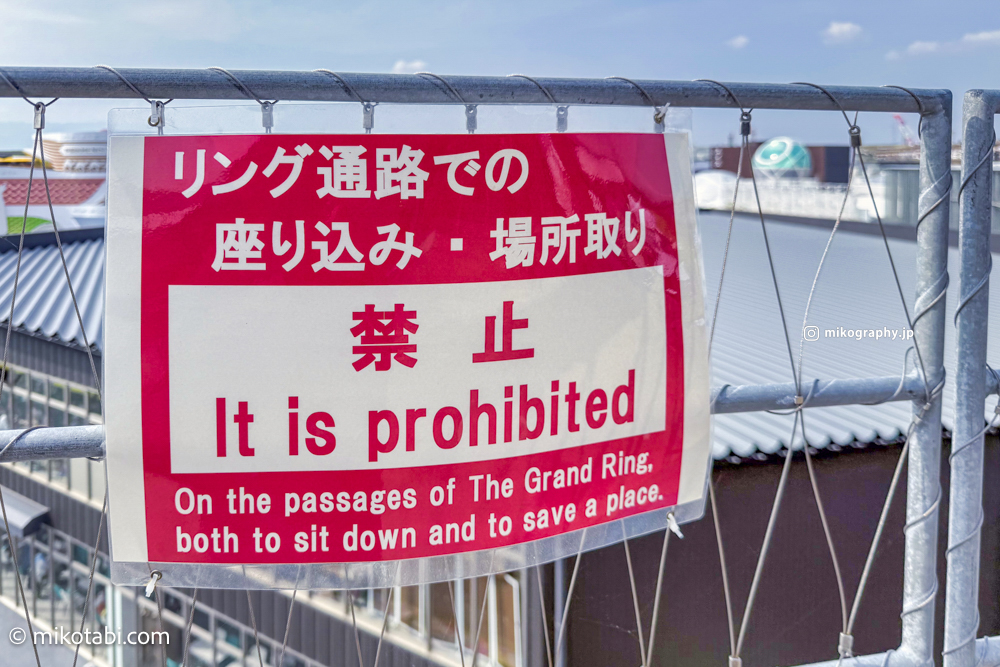 リング通路での
座り込み・場所取り
禁 止
It is prohibited
On the passages of The Grand Ring,
both to sit down and to save a place.
mikography.jp
© mikotabi.com